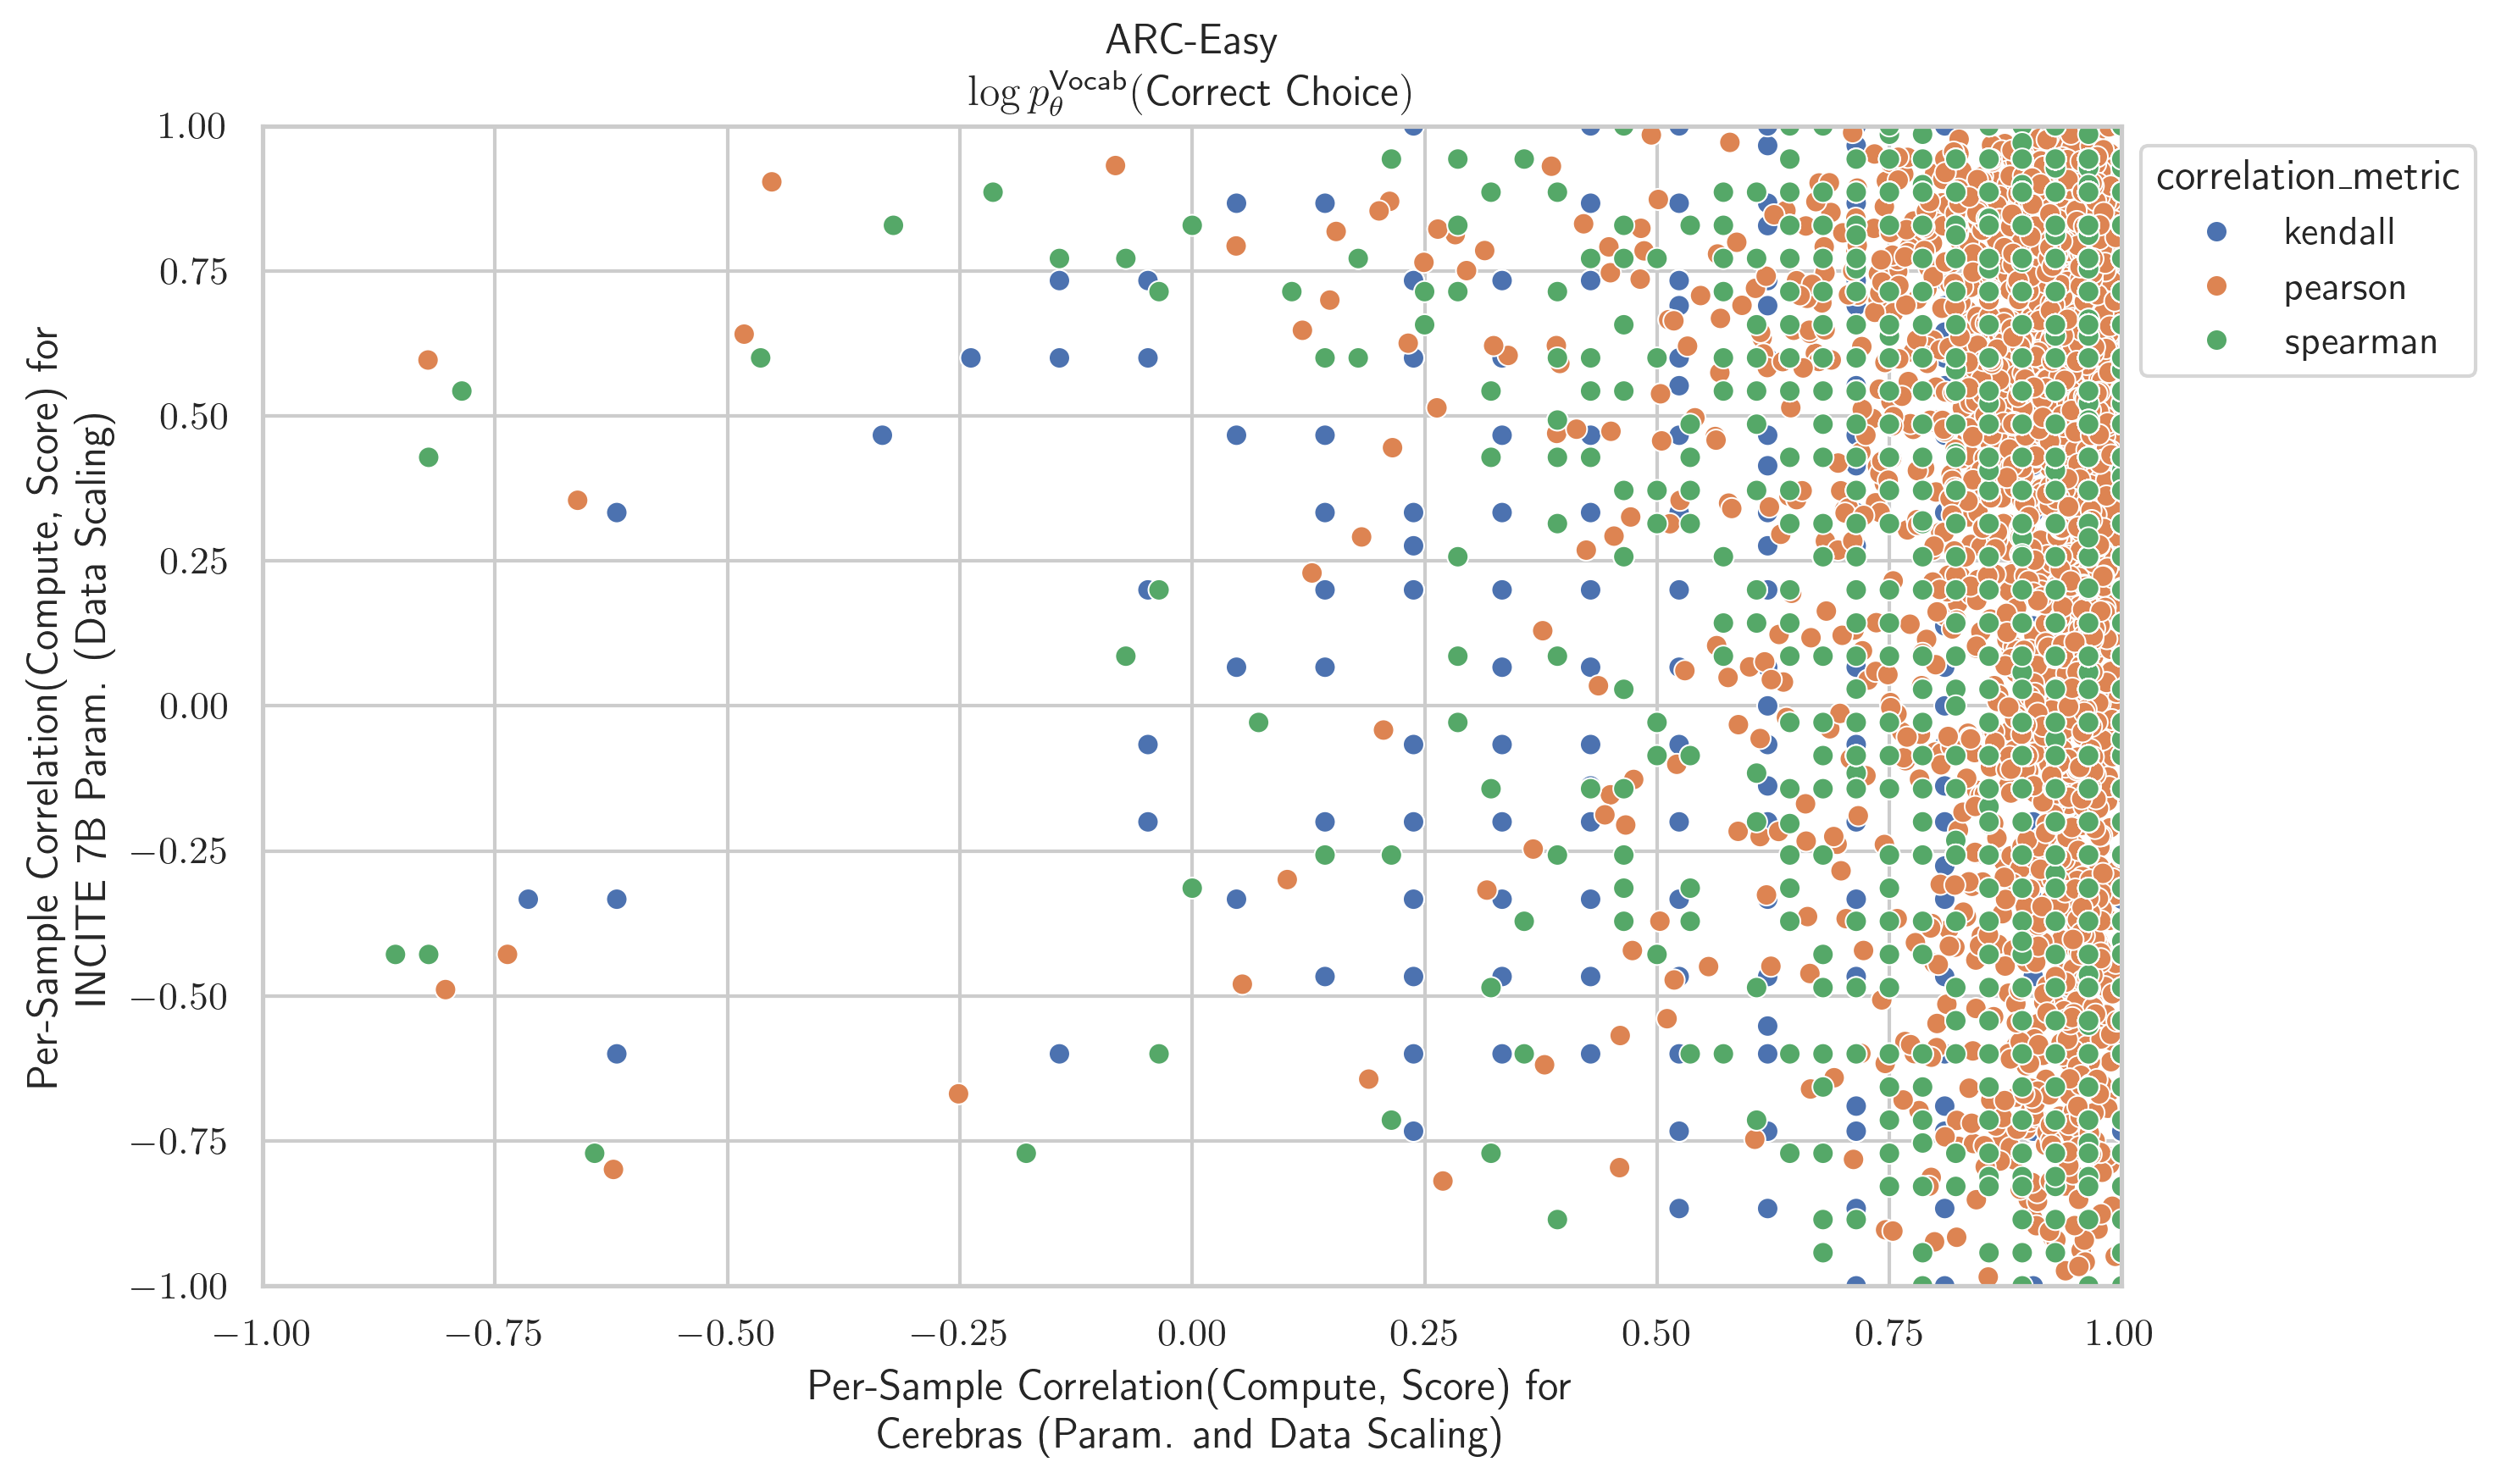 ARC-Easy
log p_θ^Vocab(Correct Choice)
Per-Sample Correlation(Compute, Score) for
INCITE 7B Param. (Data Scaling)
1.00
0.75
0.50
0.25
0.00
−0.25
−0.50
−0.75
−1.00
−1.00
−0.75
−0.50
−0.25
0.00
0.25
0.50
0.75
1.00
Per-Sample Correlation(Compute, Score) for
Cerebras (Param. and Data Scaling)
correlation_metric
kendall
pearson
spearman